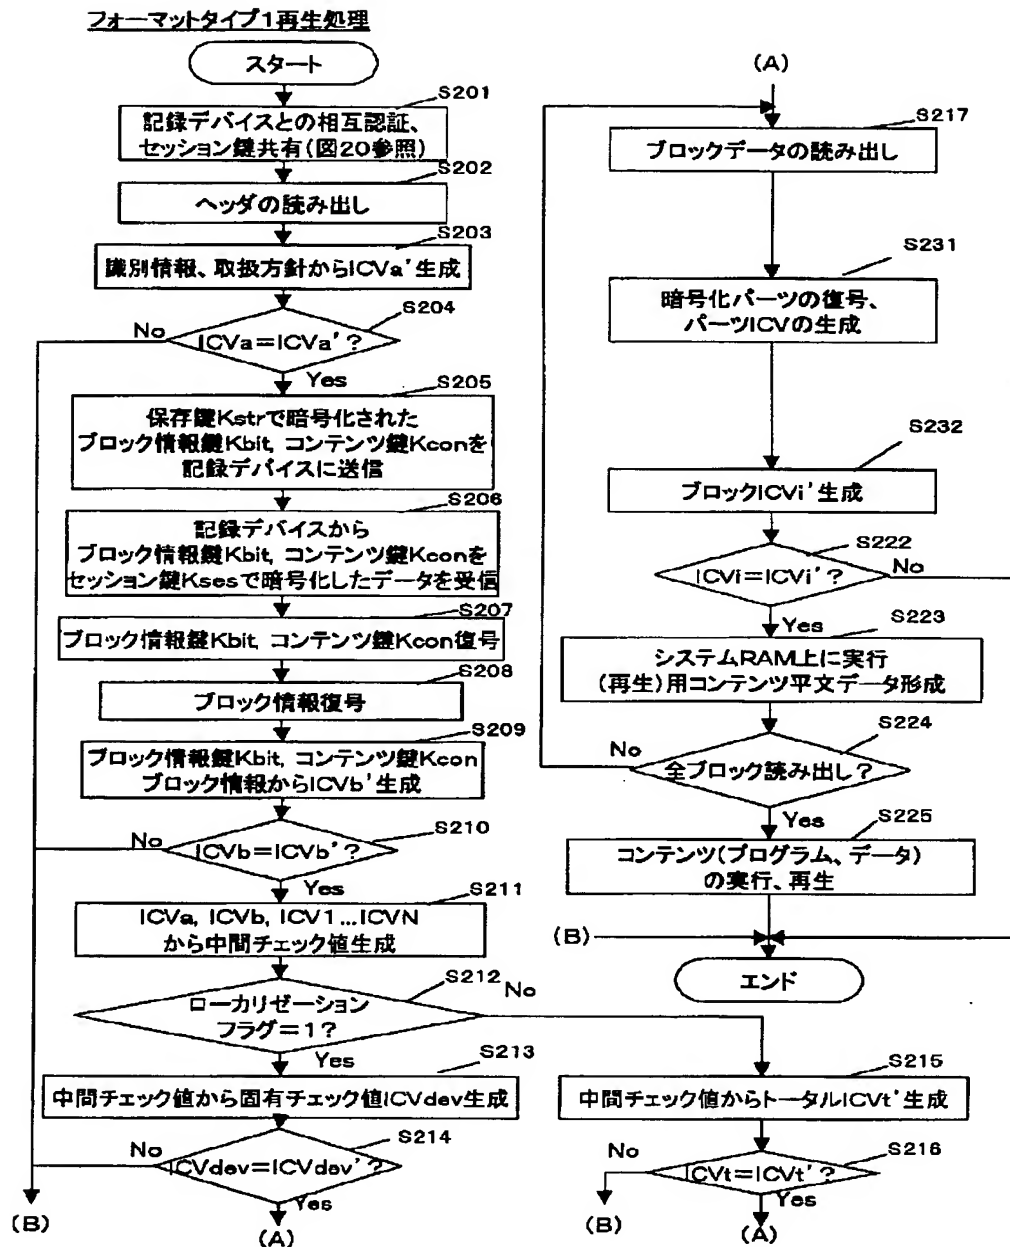 フォーマットタイプ1再生処理
スタート
S201
記録デバイスとの相互認証、
セッション鍵共有(図20参照)
S202
ヘッダの読み出し
S203
識別情報、取扱方針からICVa'生成
S204
No
ICVa=ICVa'?
Yes
S205
保存鍵Kstrで暗号化された
ブロック情報鍵Kbit, コンテンツ鍵Kconを
記録デバイスに送信
S206
記録デバイスから
ブロック情報鍵Kbit, コンテンツ鍵Kconを
セッション鍵Ksesで暗号化したデータを受信
S207
ブロック情報鍵Kbit, コンテンツ鍵Kcon復号
S208
ブロック情報復号
S209
ブロック情報鍵Kbit, コンテンツ鍵Kcon
ブロック情報からICVb'生成
S210
No
ICVb=ICVb'?
Yes
S211
ICVa, ICVb, ICV1...ICVN
から中間チェック値生成
S212
No
ローカリゼーション
フラグ=1?
Yes
S213
中間チェック値から固有チェック値ICVdev生成
S214
No
ICVdev=ICVdev'?
Yes
(B)
(A)
S215
中間チェック値からトータルICVt'生成
S216
No
ICVt=ICVt'?
Yes
(B)
(A)
(A)
S217
ブロックデータの読み出し
S231
暗号化パーツの復号、
パーツICVの生成
S232
ブロックICVi'生成
S222
ICVi=ICVi'?
No
Yes
S223
システムRAM上に実行
(再生)用コンテンツ平文データ形成
S224
No
全ブロック読み出し?
Yes
S225
コンテンツ(プログラム、データ)
の実行、再生
(B)
エンド